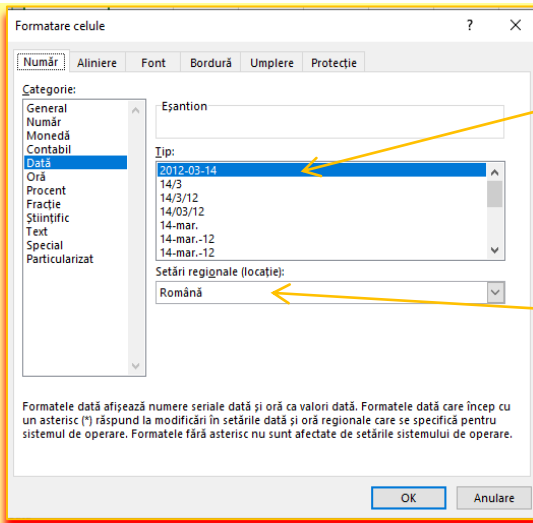 Formatare celule
? ×
Număr Aliniere Font Bordură Umplere Protecție
Categorie:
General
Număr
Monedă
Contabil
Dată
Oră
Procent
Fracție
Științific
Text
Special
Particularizat
Eșantion
Tip:
2012-03-14
14/3
14/3/12
14/03/12
14-mar.
14-mar.-12
14-mar.-12
Setări regionale (locație):
Română
Formatele dată afișează numere seriale dată și oră ca valori dată. Formatele dată care încep cu
un asterisc (*) răspund la modificări în setările dată și oră regionale care se specifică pentru
sistemul de operare. Formatele fără asterisc nu sunt afectate de setările sistemului de operare.
OK Anulare